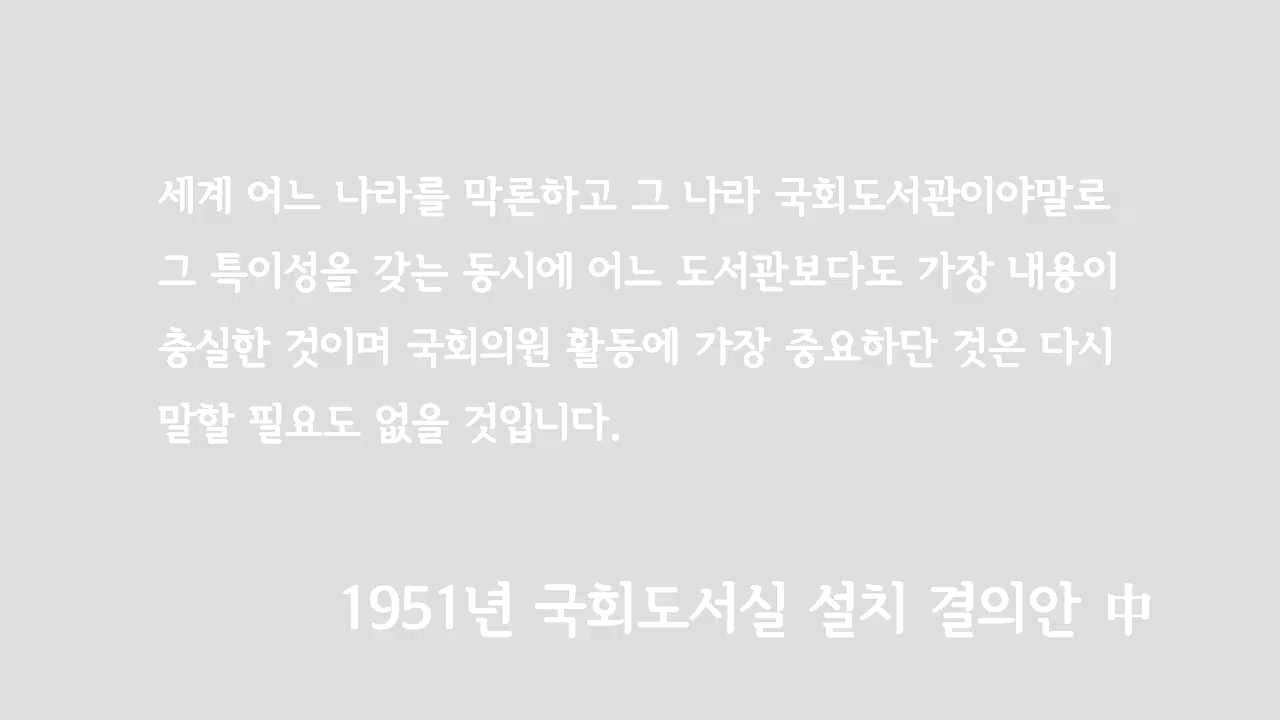 세계 어느 나라를 막론하고 그 나라 국회도서관이야말로
그 특이성을 갖는 동시에 어느 도서관보다도 가장 내용이
충실한 것이며 국회의원 활동에 가장 중요하단 것은 다시
말할 필요도 없을 것입니다.
1951년 국회도서실 설치 결의안 中